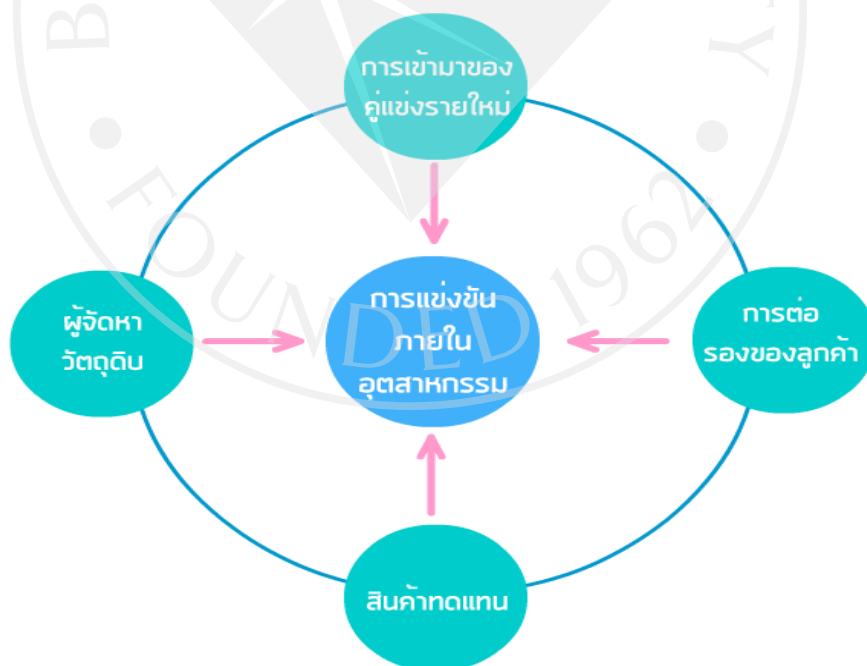 การเข้ามาของ
คู่แข่งรายใหม่
ผู้จัดหา
วัตถุดิบ
การแข่งขัน
ภายใน
อุตสาหกรรม
การต่อ
รองของลูกค้า
สินค้าทดแทน
FOUNDED 1962